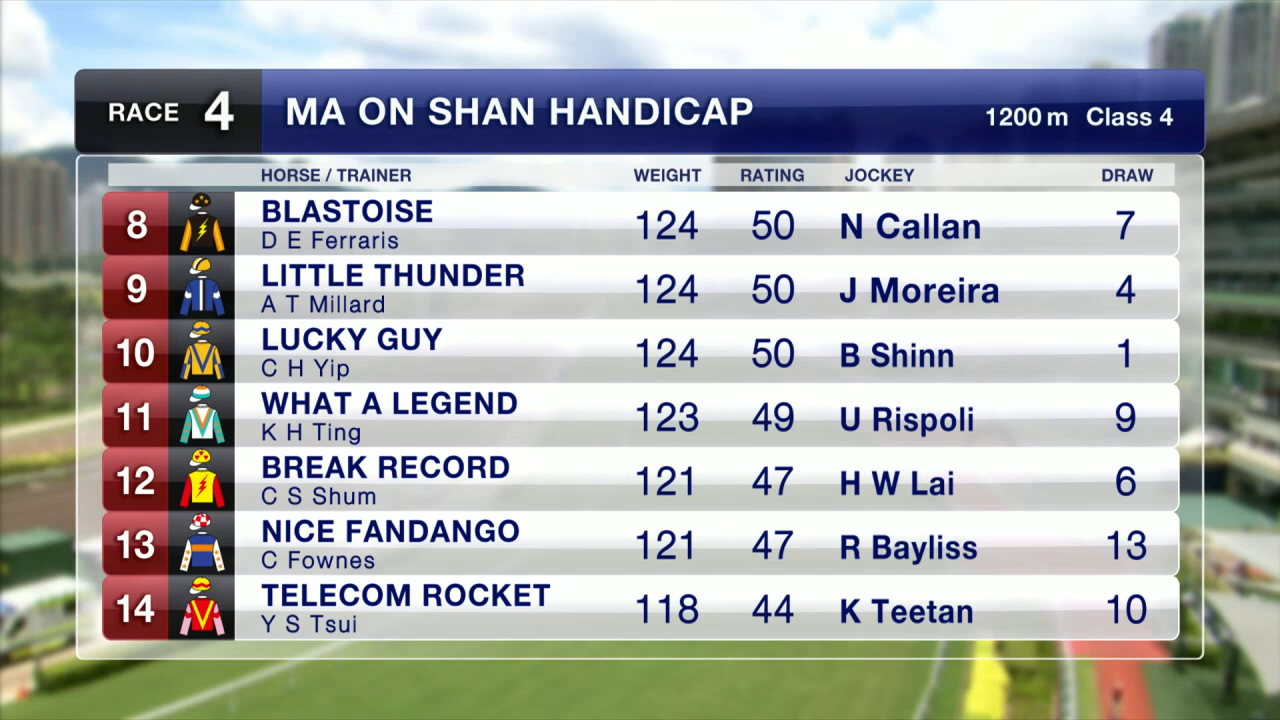 RACE 4 MA ON SHAN HANDICAP 1200 m Class 4
HORSE / TRAINER WEIGHT RATING JOCKEY DRAW
8 BLASTOISE 124 50 N Callan 7
D E Ferraris
9 LITTLE THUNDER 124 50 J Moreira 4
A T Millard
10 LUCKY GUY 124 50 B Shinn 1
C H Yip
11 WHAT A LEGEND 123 49 U Rispoli 9
K H Ting
12 BREAK RECORD 121 47 H W Lai 6
C S Shum
13 NICE FANDANGO 121 47 R Bayliss 13
C Fownes
14 TELECOM ROCKET 118 44 K Teetan 10
Y S Tsui